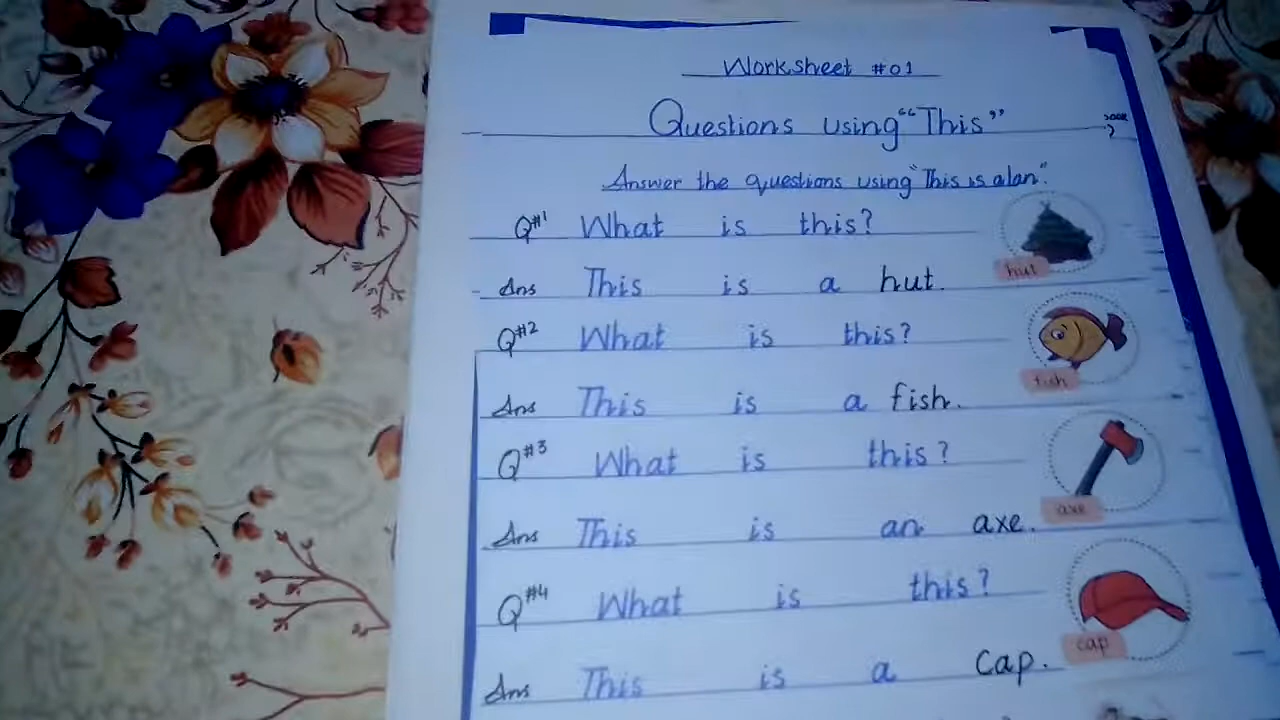 Worksheet #01
Questions using "This"
Answer the questions using "This is a/an".
Q#1 What is this?
hut
Ans This is a hut.
Q#2 What is this?
fish
Ans This is a fish.
Q#3 What is this?
axe
Ans This is an axe.
Q#4 What is this?
cap
Ans This is a cap.